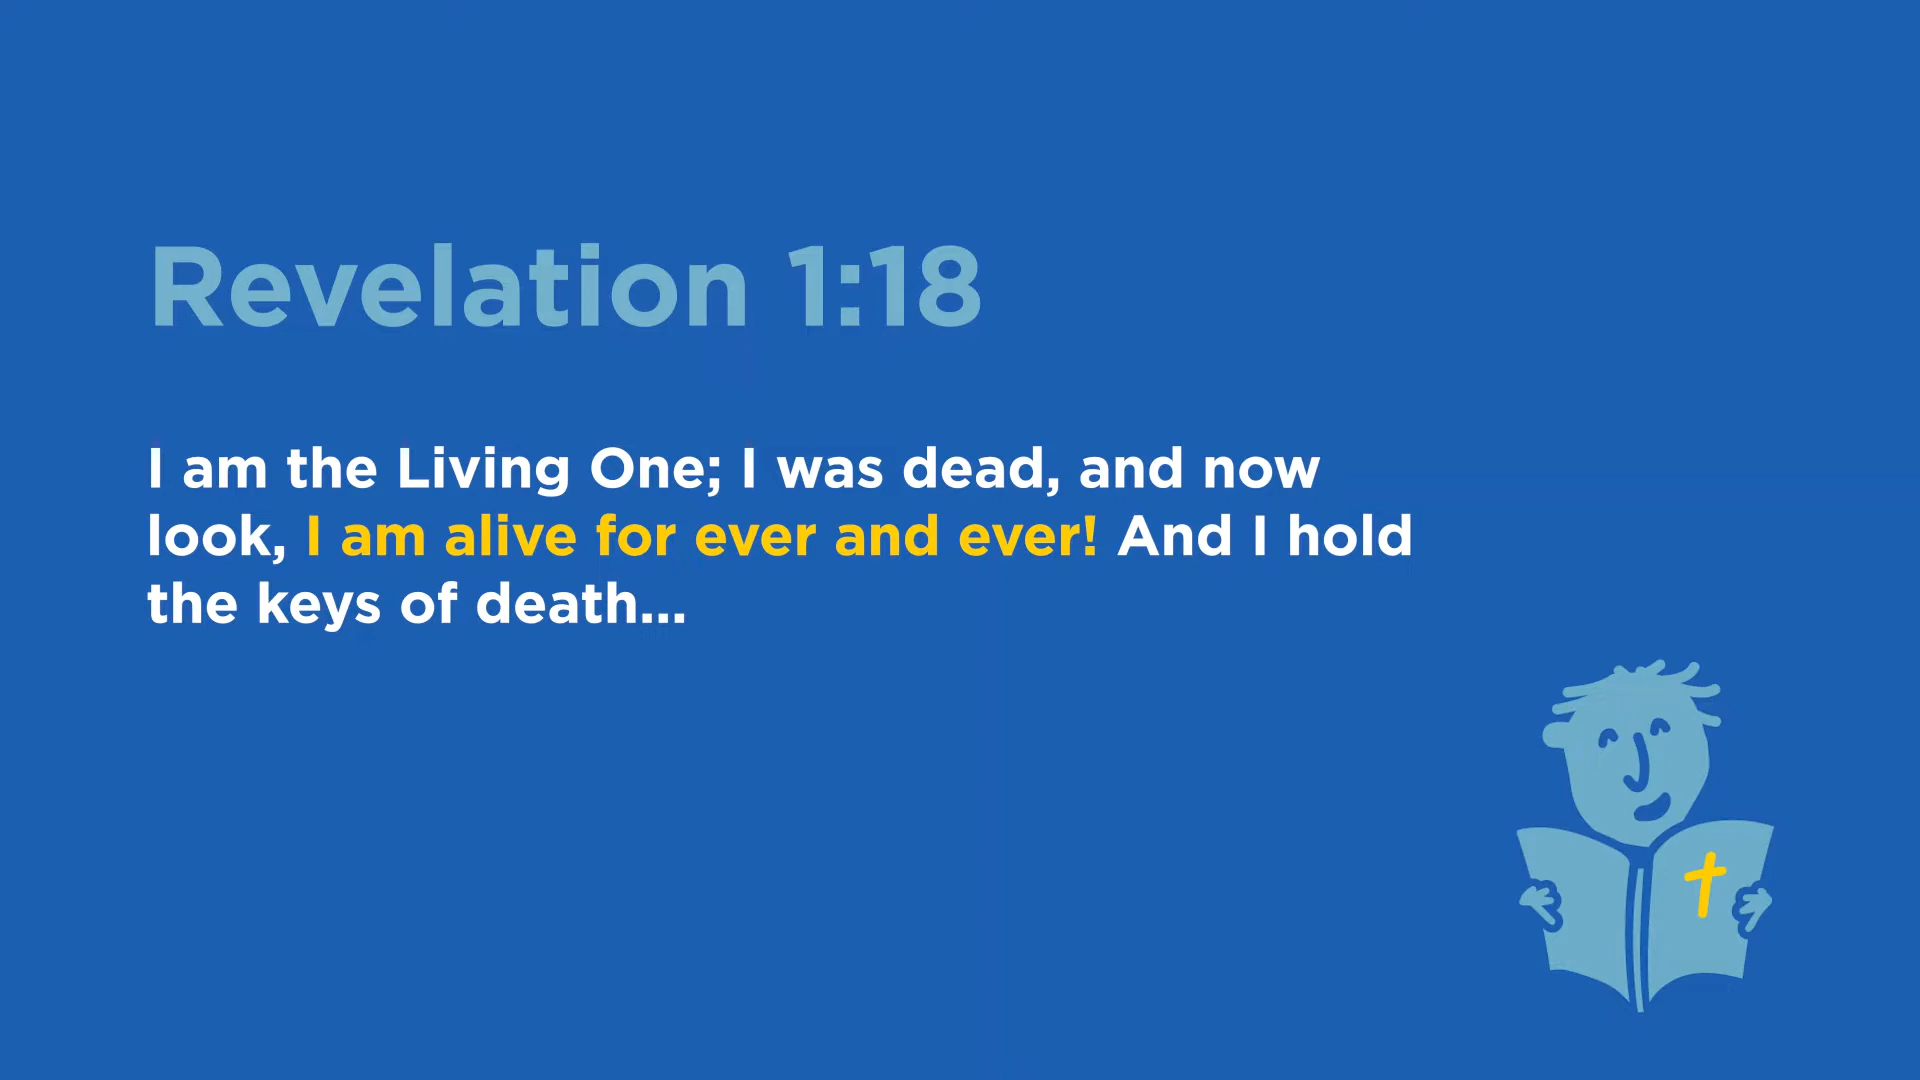 Revelation 1:18
I am the Living One; I was dead, and now
look, I am alive for ever and ever! And I hold
the keys of death...